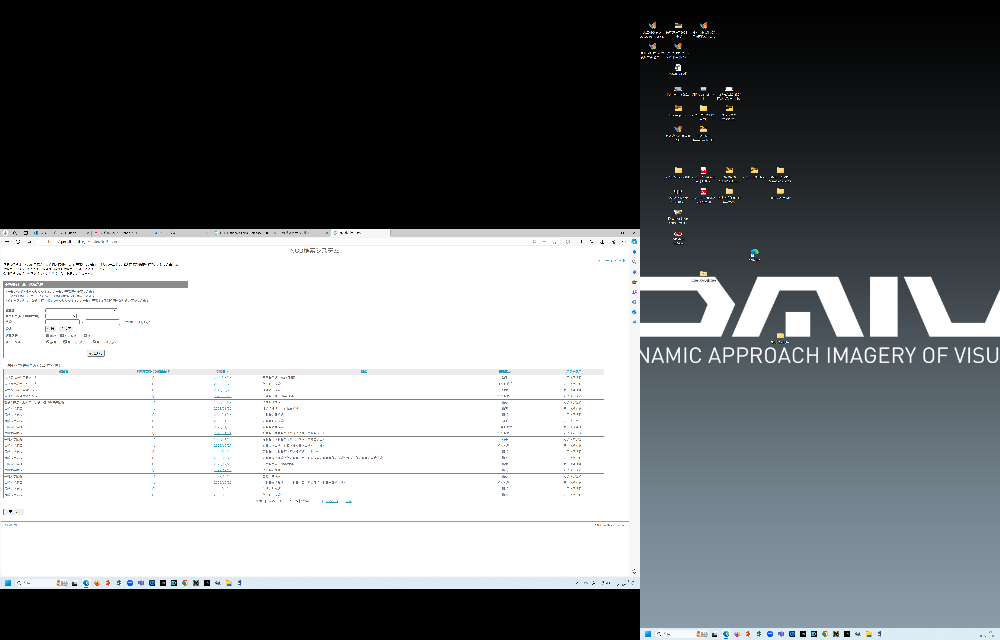 メール - 三浦　崇 - Outlook
未読169959件 - Yahoo!メール
NCD - 検索
NCD National Clinical Database
ncd 検索システム - 検索
NCD検索システム
https://specialist.ncd.or.jp/servlet/NcdServlet
NCD検索システム
| メニューへ | ログアウト |
下記の情報は，NCDに登録された症例の情報をもとに表示しています。本システム上で，追加登録や修正を行うことはできません。
登録された情報に誤りがある場合は、症例を登録された施設診療科にご連絡いただき、
登録情報の追加・修正を行っていただくよう、お願いいたします。
手術症例一覧　絞込条件
・一覧のタイトルをクリックすると、一覧の表示順を変更できます。
・一覧の手術日をクリックすると、手術症例の詳細を表示できます。
・条件を入力して［絞込実行］ボタンをクリックすると、一覧に表示する手術症例を絞り込む事ができます。
施設名 ：
利用可否(NCD施設会費) ：
手術日 ： ～ 入力例）2011/12/18
術式 ： 選択 クリア
術者区分 ： 術者 指導的助手 助手
ステータス ： 編集中 完了（未承認） 完了（承認済）
絞込実行
1 件目 ～ 20 件目 を表示 ( 全 3268 件 )
施設名 利用可否(NCD施設会費) 手術日 ▼ 術式 術者区分 ステータス
佐世保市総合医療センター ○ 2023/06/26 不整脈手術（Maze手術） 助手 完了（承認済）
佐世保市総合医療センター ○ 2023/06/26 僧帽弁形成術 指導的助手 完了（承認済）
佐世保市総合医療センター ○ 2023/06/26 僧帽弁形成術 助手 完了（承認済）
佐世保市総合医療センター ○ 2023/06/26 不整脈手術（Maze手術） 指導的助手 完了（承認済）
社会医療法人財団白十字会　佐世保中央病院 ○ 2023/03/29 僧帽弁形成術 術者 完了（承認済）
長崎大学病院 ○ 2023/01/06 埋込型補助人工心臓設置術 術者 完了（承認済）
長崎大学病院 ○ 2023/01/06 大動脈弁置換術 術者 完了（承認済）
長崎大学病院 ○ 2023/01/05 大動脈弁置換術 助手 完了（未承認）
長崎大学病院 ○ 2023/01/05 大動脈弁置換術 指導的助手 完了（未承認）
長崎大学病院 ○ 2023/01/04 冠動脈－大動脈バイパス移植術（２吻合以上） 指導的助手 完了（未承認）
長崎大学病院 ○ 2023/01/04 冠動脈－大動脈バイパス移植術（２吻合以上） 助手 完了（未承認）
長崎大学病院 ○ 2022/12/27 心腫瘍摘出術（心腔内粘液腫摘出術）（単独） 指導的助手 完了（承認済）
長崎大学病院 ○ 2022/12/24 冠動脈－大動脈バイパス移植術（１吻合） 術者 完了（承認済）
長崎大学病院 ○ 2022/12/24 大動脈瘤切除術上行大動脈（自己弁温存型大動脈基部置換術）及び弓部大動脈の同時手術 術者 完了（承認済）
長崎大学病院 ○ 2022/12/23 不整脈手術（Maze手術） 術者 完了（承認済）
長崎大学病院 ○ 2022/12/23 僧帽弁置換術 術者 完了（承認済）
長崎大学病院 ○ 2022/12/23 左心耳閉鎖術 術者 完了（承認済）
長崎大学病院 ○ 2022/12/22 大動脈瘤切除術上行大動脈（自己弁温存型大動脈基部置換術） 指導的助手 完了（承認済）
長崎大学病院 ○ 2022/12/20 僧帽弁形成術 術者 完了（承認済）
長崎大学病院 ○ 2022/12/15 僧帽弁形成術 術者 完了（承認済）
先頭 | 前ページ | 1 / 164 ページ | 次ページ | 最終
戻　る
お問い合わせ
© National Clinical Database
検索
A
9:11
2023/12/30
入江帆香ちゃん
20220301-095852
長崎グループ2023年
症例数
外科再編に伴う部
屋の再構成 202...
第14回日本心臓弁
膜症学会 企業一...
(今) 20191027 胸
部外科京都 AM...
医局員メルアド
Konno 山岸先生
VSR repair 浅井先
生
（伊藤先生）第74
回JATSランチョンセ...
Iphone photo
20230710 谷口先
生から
佐世保総合
2023602...
科研費2023審査員
委託
20230626
NakaoYoshitaka
20130509和久田IE
20230710_審査結
果通知書 表
20230720
ShidaKouji po...
20230703OhtaK...
2023.8.16 MICS
MP(A3+A2)+TAP
VSP 2nd repair
1min18sec
20230710_審査結
果通知書 裏
関連病院部長への
年次報告
2023.7.26re-MP
LV tumor Short
short 2m5sec
PVR short
1m26sec
YouGlish
メンバーシップ委員会
新しいフォルダー
DAIV
NAMIC APPROACH IMAGERY OF VISU
検索
9:11
2023/12/30